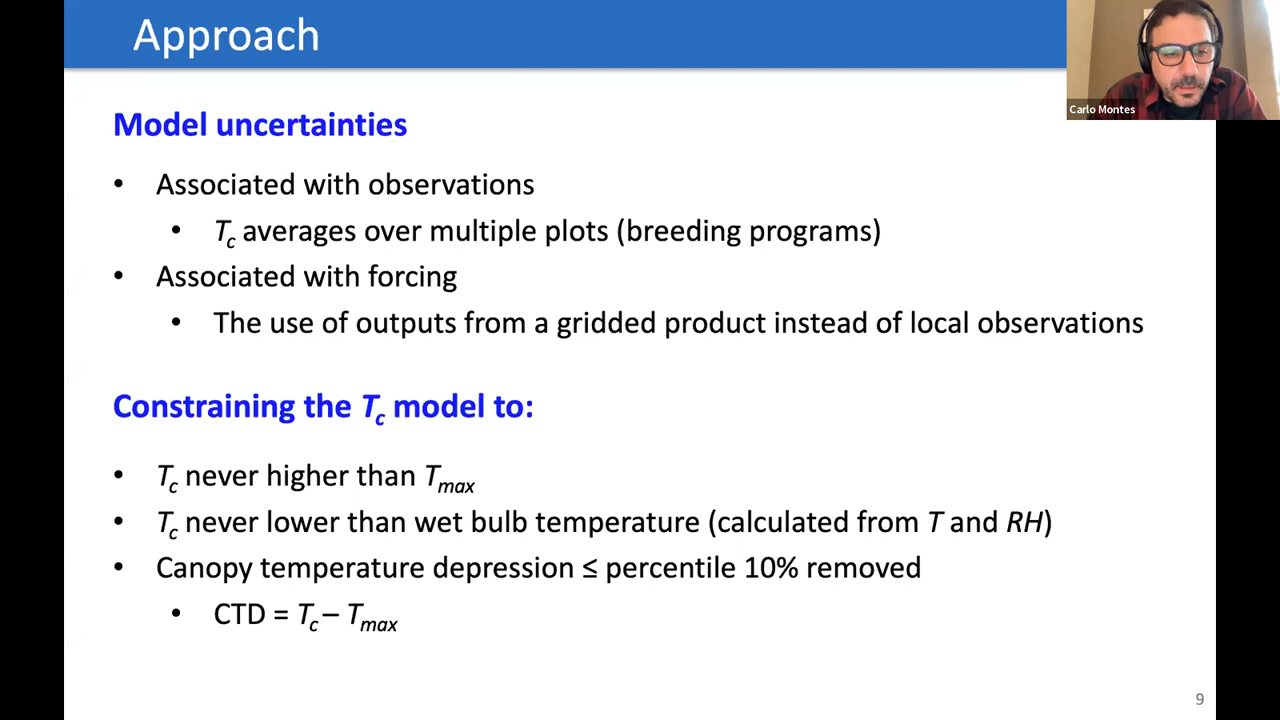 Approach
Carlo Montes
Model uncertainties
• Associated with observations
• Tc averages over multiple plots (breeding programs)
• Associated with forcing
• The use of outputs from a gridded product instead of local observations
Constraining the Tc model to:
• Tc never higher than Tmax
• Tc never lower than wet bulb temperature (calculated from T and RH)
• Canopy temperature depression ≤ percentile 10% removed
• CTD = Tc – Tmax
9